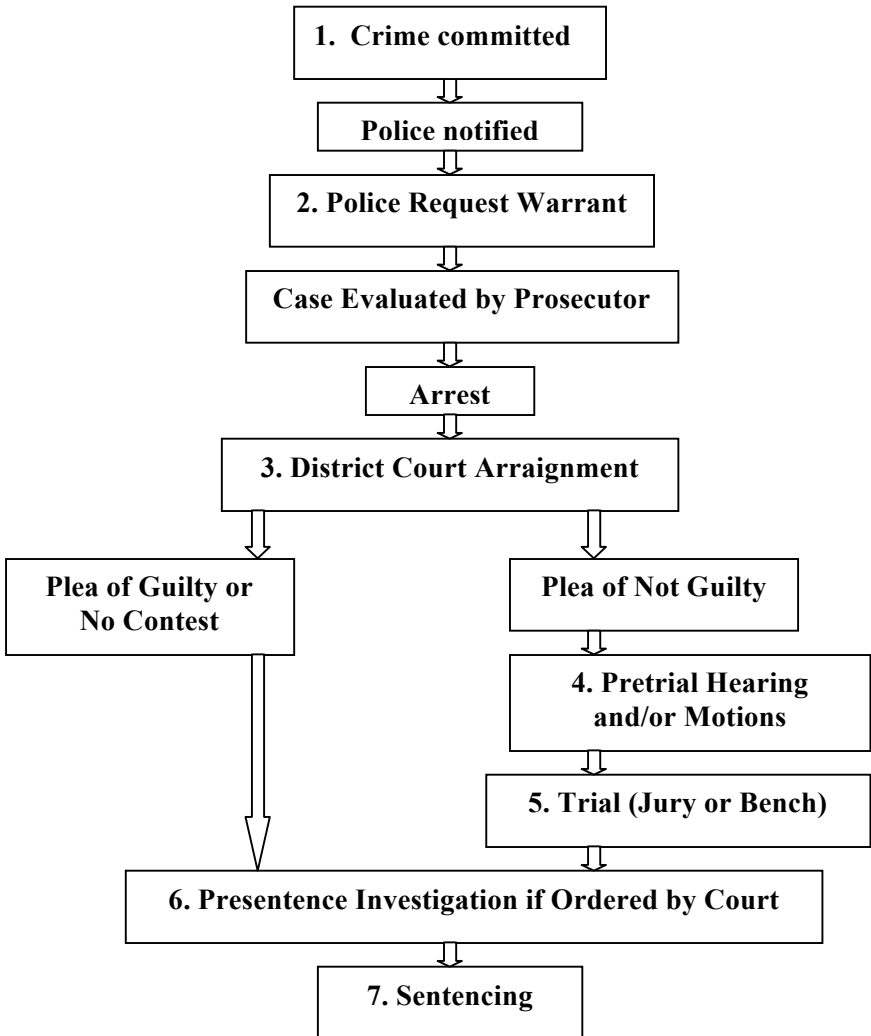 1. Crime committed
Police notified
2. Police Request Warrant
Case Evaluated by Prosecutor
Arrest
3. District Court Arraignment
Plea of Guilty or
No Contest
Plea of Not Guilty
4. Pretrial Hearing
and/or Motions
5. Trial (Jury or Bench)
6. Presentence Investigation if Ordered by Court
7. Sentencing